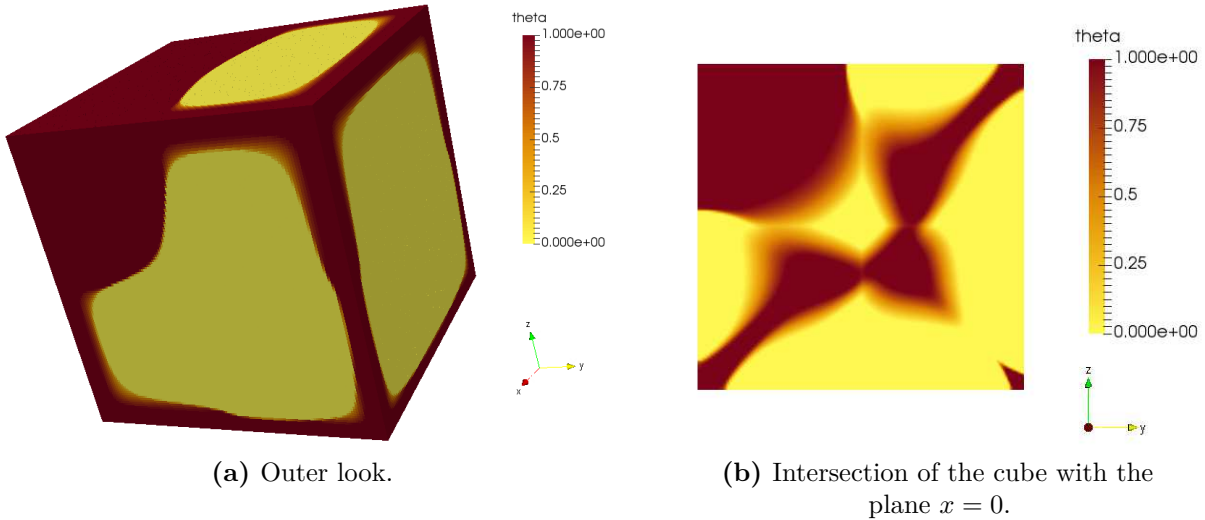 theta
1.000e+00
0.75
0.5
0.25
0.000e+00
z
y
x
(a) Outer look.
theta
1.000e+00
0.75
0.5
0.25
0.000e+00
z
y
(b) Intersection of the cube with the
plane x = 0.